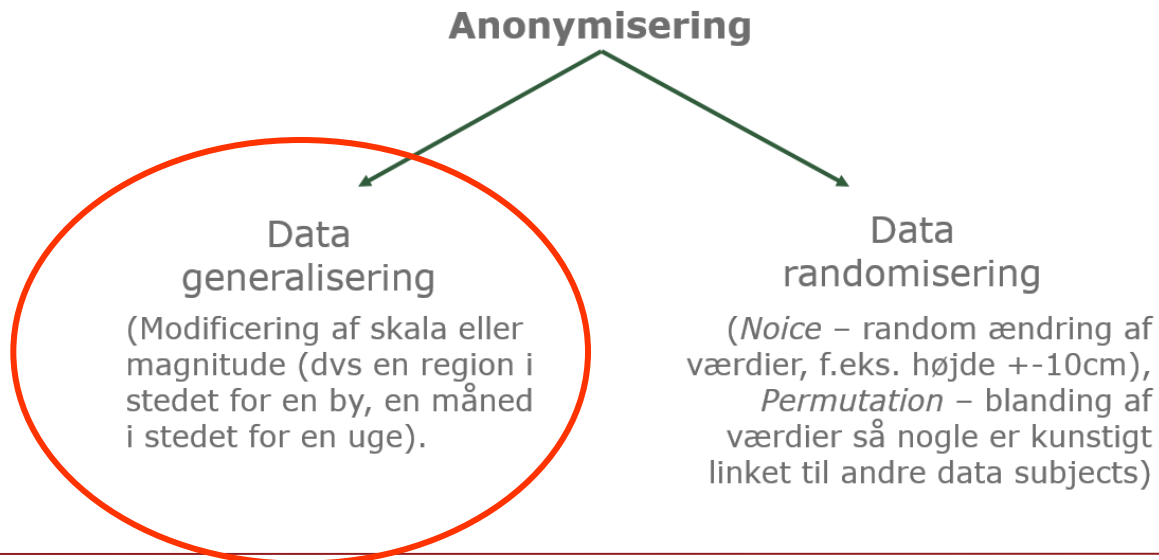 Anonymisering
Data
generalisering
(Modificering af skala eller
magnitude (dvs en region i
stedet for en by, en måned
i stedet for en uge).
Data
randomisering
(Noice – random ændring af
værdier, f.eks. højde +-10cm),
Permutation – blanding af
værdier så nogle er kunstigt
linket til andre data subjects)